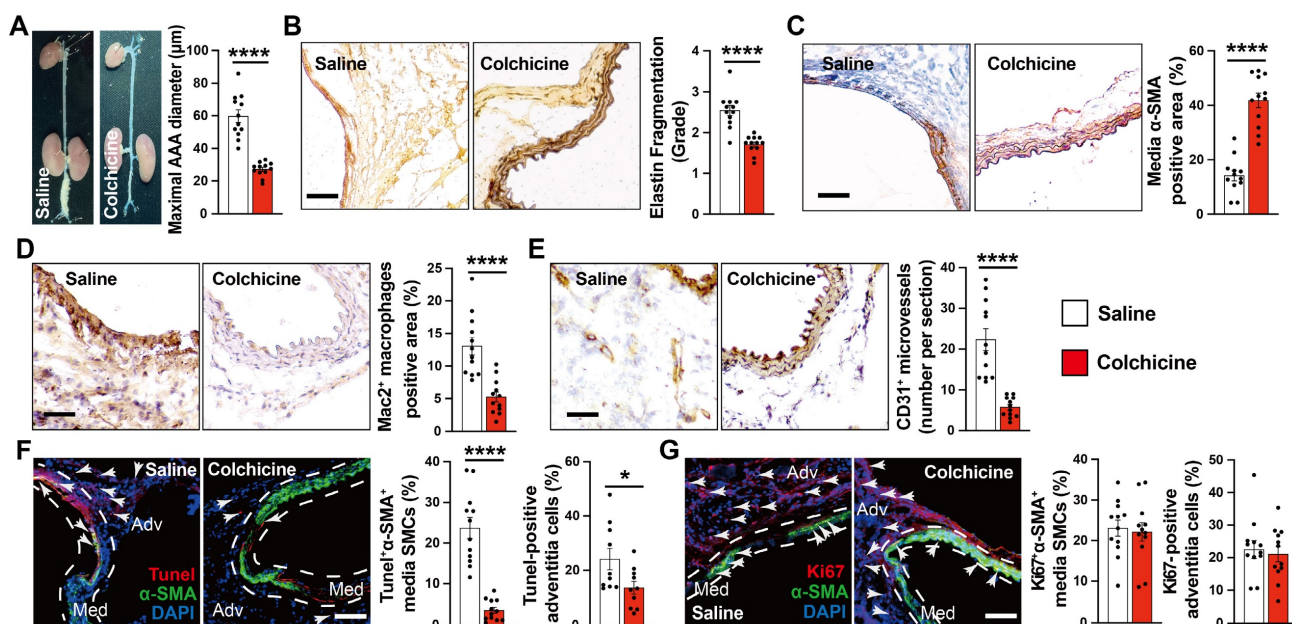 A
Saline
Colchicine
Maximal AAA diameter (μm)
100
80
60
40
20
0
****
B
Saline
Colchicine
Elastin Fragmentation
(Grade)
4
3
2
1
0
****
C
Saline
Colchicine
Media α-SMA
positive area (%)
60
40
20
0
****
D
Saline
Colchicine
Mac2+ macrophages
positive area (%)
25
20
15
10
5
0
****
E
Saline
Colchicine
CD31+ microvessels
(number per section)
40
30
20
10
0
****
Saline
Colchicine
F
Saline
Adv
Tunel
α-SMA
DAPI
Med
Colchicine
Med
Adv
Tunel+α-SMA+
media SMCs (%)
40
30
20
10
0
****
Tunel-positive
adventitia cells (%)
60
40
20
0
*
G
Adv
Med
Saline
Colchicine
Adv
Ki67
α-SMA
DAPI
Med
Ki67+α-SMA+
media SMCs (%)
40
30
20
10
0
Ki67-positive
adventitia cells (%)
50
40
30
20
10
0